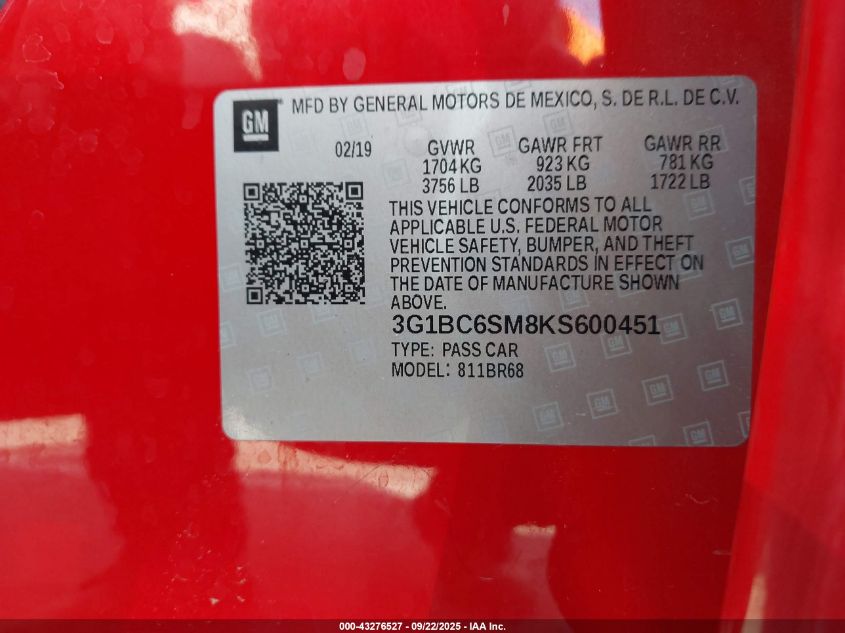 GM
MFD BY GENERAL MOTORS DE MEXICO, S. DE R.L. DE C.V.
02/19 GVWR GAWR FRT GAWR RR
1704 KG 923 KG 781 KG
3756 LB 2035 LB 1722 LB
THIS VEHICLE CONFORMS TO ALL
APPLICABLE U.S. FEDERAL MOTOR
VEHICLE SAFETY, BUMPER, AND THEFT
PREVENTION STANDARDS IN EFFECT ON
THE DATE OF MANUFACTURE SHOWN
ABOVE.
3G1BC6SM8KS600451
TYPE: PASS CAR
MODEL: 811BR68
000-43276527 - 09/22/2025 - IAA Inc.